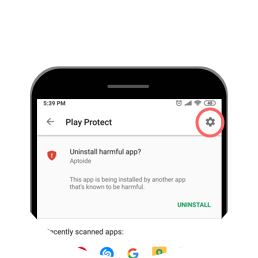 5:39 PM
Play Protect
Uninstall harmful app?
Aptoide
This app is being installed by another app
that's known to be harmful.
UNINSTALL
Recently scanned apps: